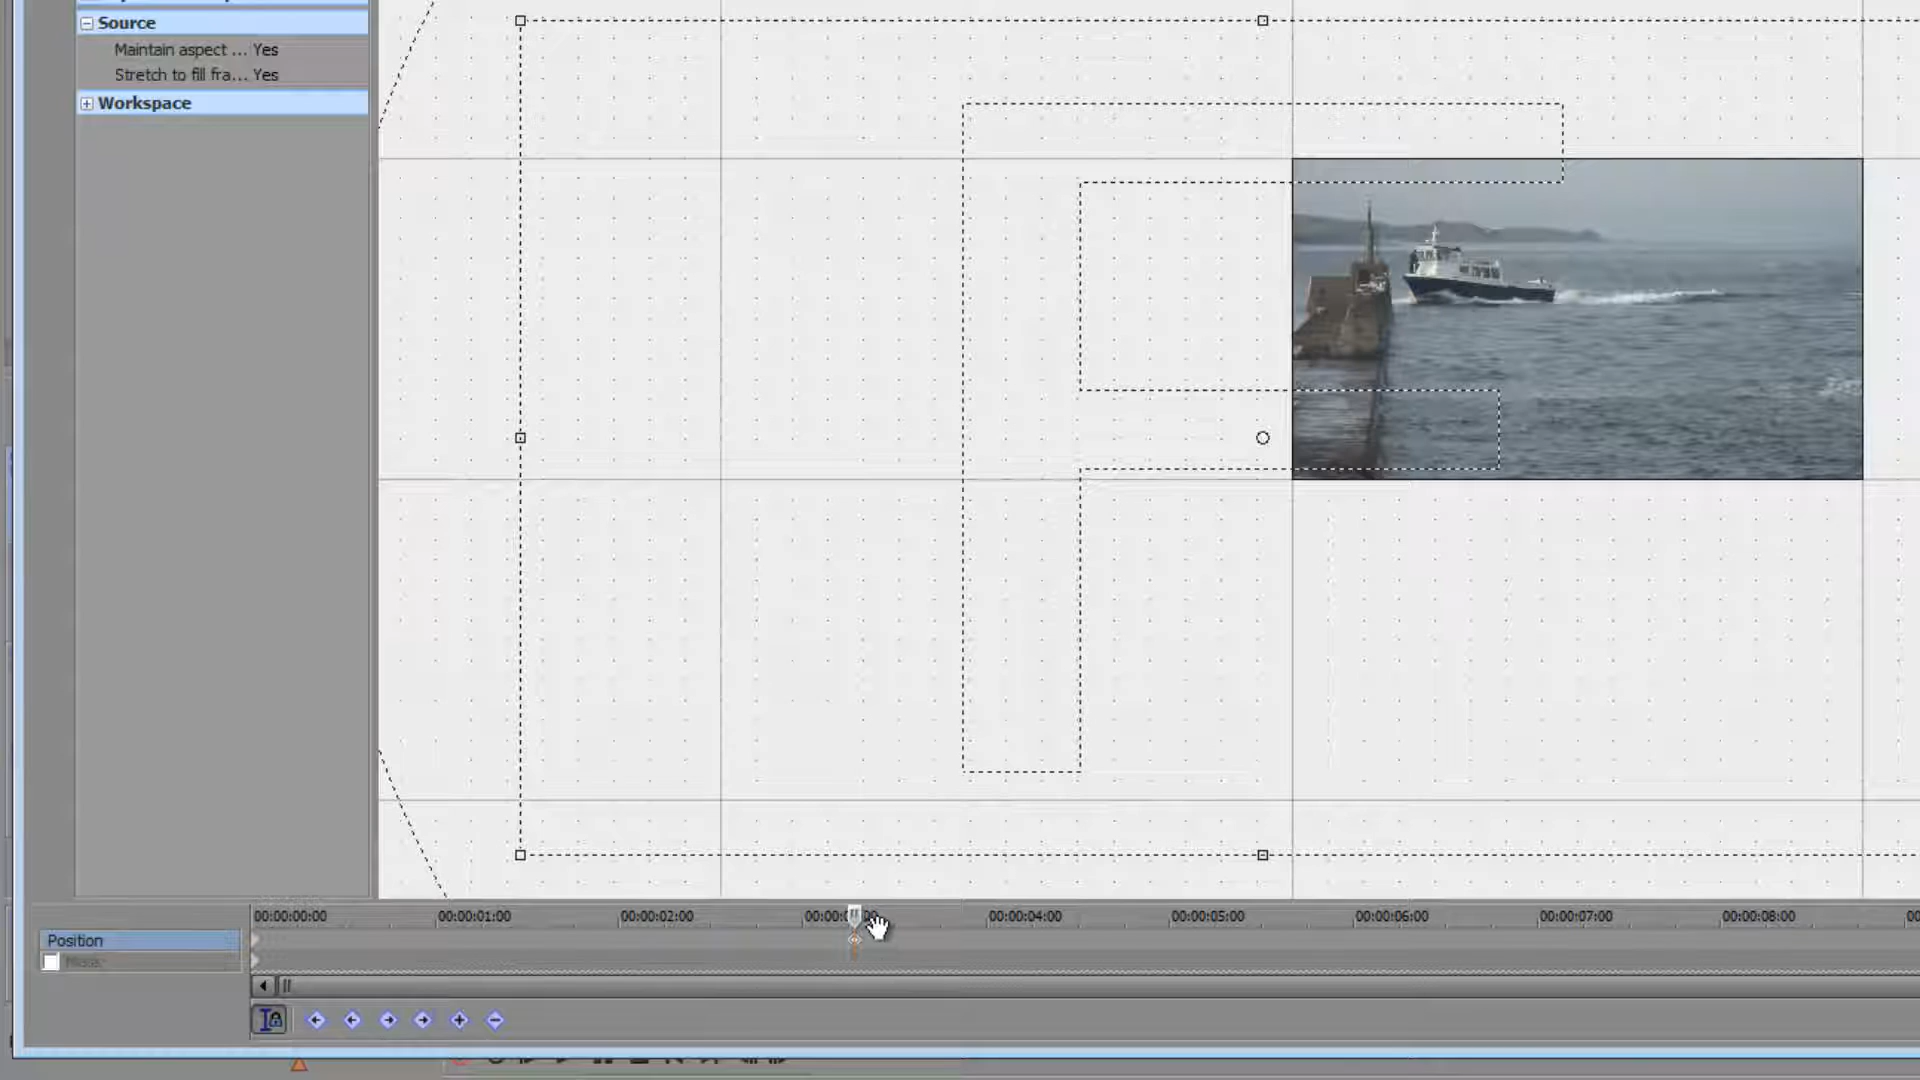 Source
Maintain aspect ... Yes
Stretch to fill fra... Yes
Workspace
00:00:00:00 00:00:01:00 00:00:02:00 00:00:04:00 00:00:05:00 00:00:06:00 00:00:07:00 00:00:08:00
Position